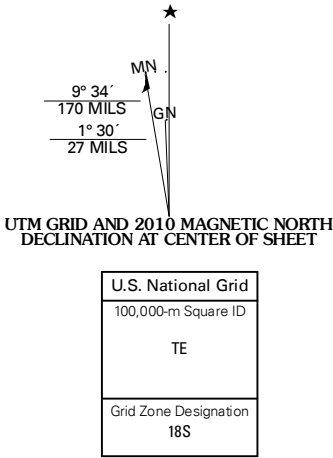 MN
9° 34´
170 MILS
GN
1° 30´
27 MILS
UTM GRID AND 2010 MAGNETIC NORTH
DECLINATION AT CENTER OF SHEET
U.S. National Grid
100,000-m Square ID
TE
Grid Zone Designation
18S